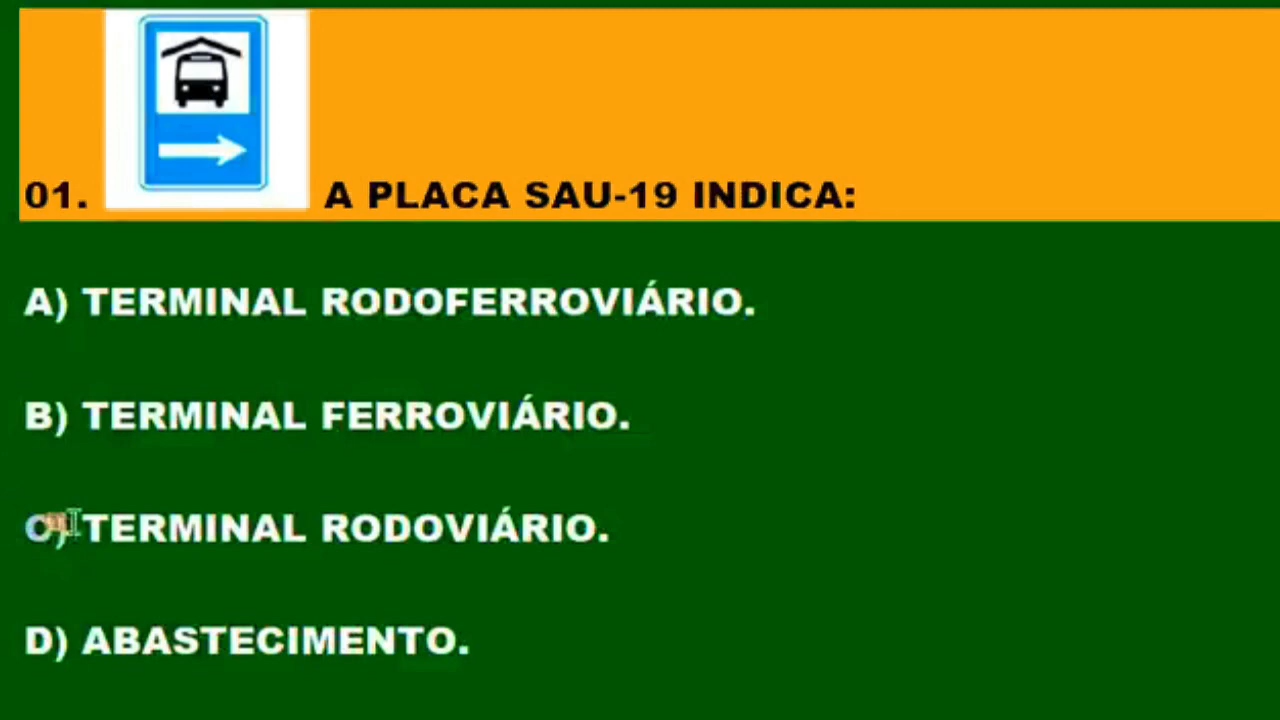 01. A PLACA SAU-19 INDICA:
A) TERMINAL RODOFERROVIÁRIO.
B) TERMINAL FERROVIÁRIO.
C) TERMINAL RODOVIÁRIO.
D) ABASTECIMENTO.